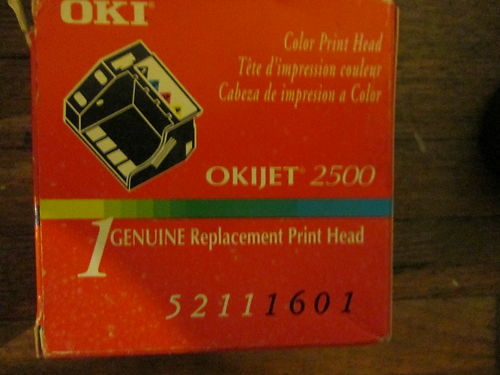 OKI
Color Print Head
Tête d'impression couleur
Cabeza de impresion a Color
OKIJET 2500
1 GENUINE Replacement Print Head
52111601